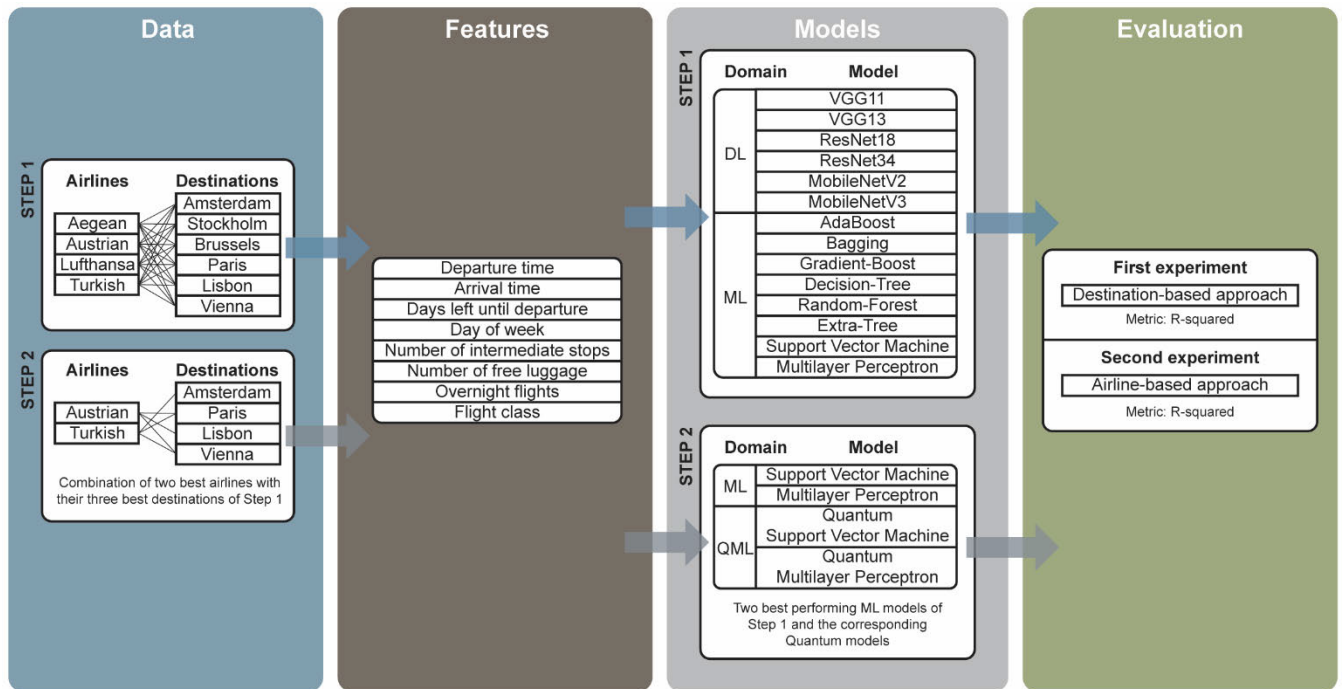 Data
STEP 1
Airlines
Destinations
Aegean
Austrian
Lufthansa
Turkish
Amsterdam
Stockholm
Brussels
Paris
Lisbon
Vienna
STEP 2
Airlines
Destinations
Austrian
Turkish
Amsterdam
Paris
Lisbon
Vienna
Combination of two best airlines with
their three best destinations of Step 1
Features
Departure time
Arrival time
Days left until departure
Day of week
Number of intermediate stops
Number of free luggage
Overnight flights
Flight class
Models
STEP 1
Domain
Model
DL
VGG11
VGG13
ResNet18
ResNet34
MobileNetV2
MobileNetV3
ML
AdaBoost
Bagging
Gradient-Boost
Decision-Tree
Random-Forest
Extra-Tree
Support Vector Machine
Multilayer Perceptron
STEP 2
Domain
Model
ML
Support Vector Machine
Multilayer Perceptron
QML
Quantum
Support Vector Machine
Quantum
Multilayer Perceptron
Two best performing ML models of
Step 1 and the corresponding
Quantum models
Evaluation
First experiment
Destination-based approach
Metric: R-squared
Second experiment
Airline-based approach
Metric: R-squared